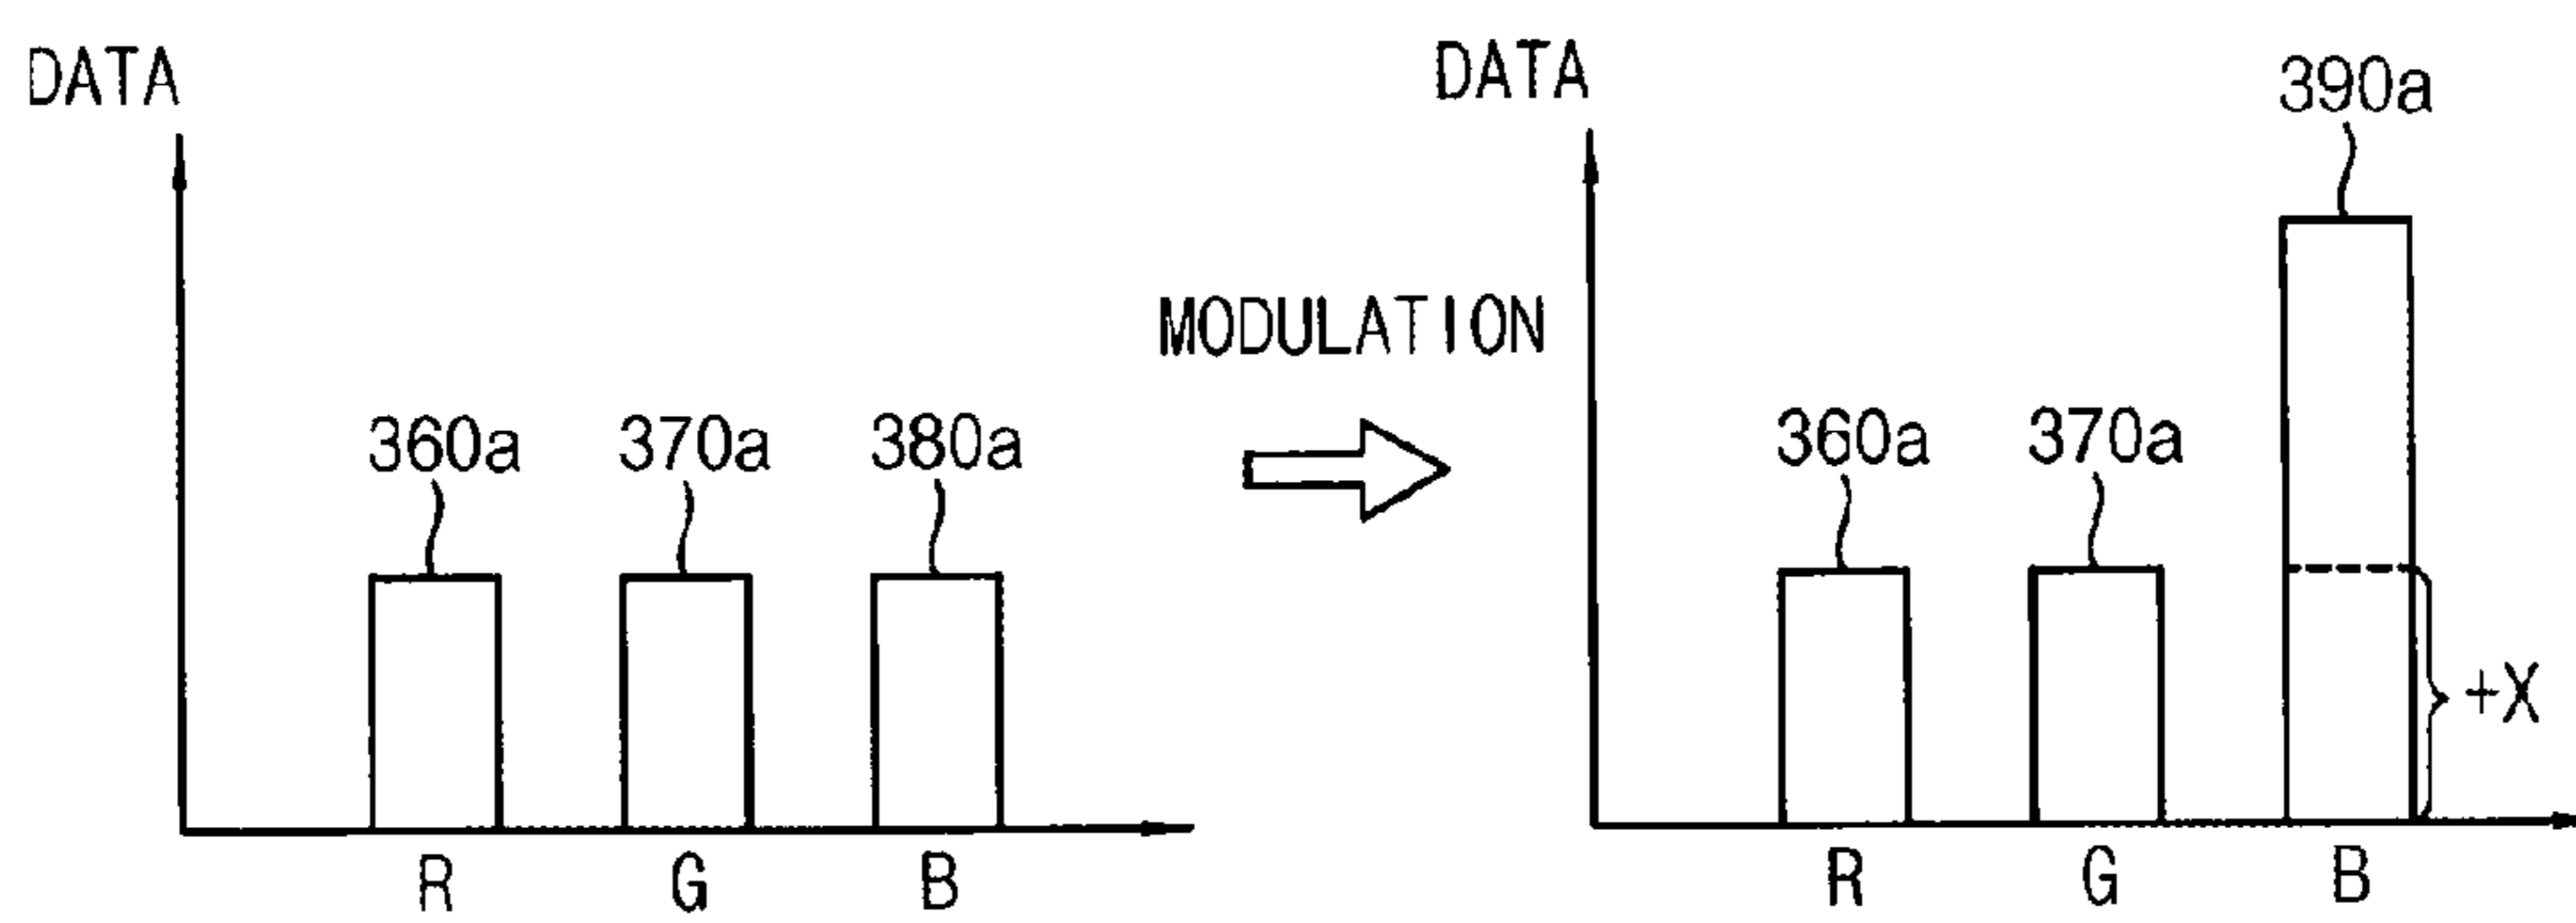 DATA
360a 370a 380a
R G B
MODULATION
DATA
390a
360a 370a
+X
R G B